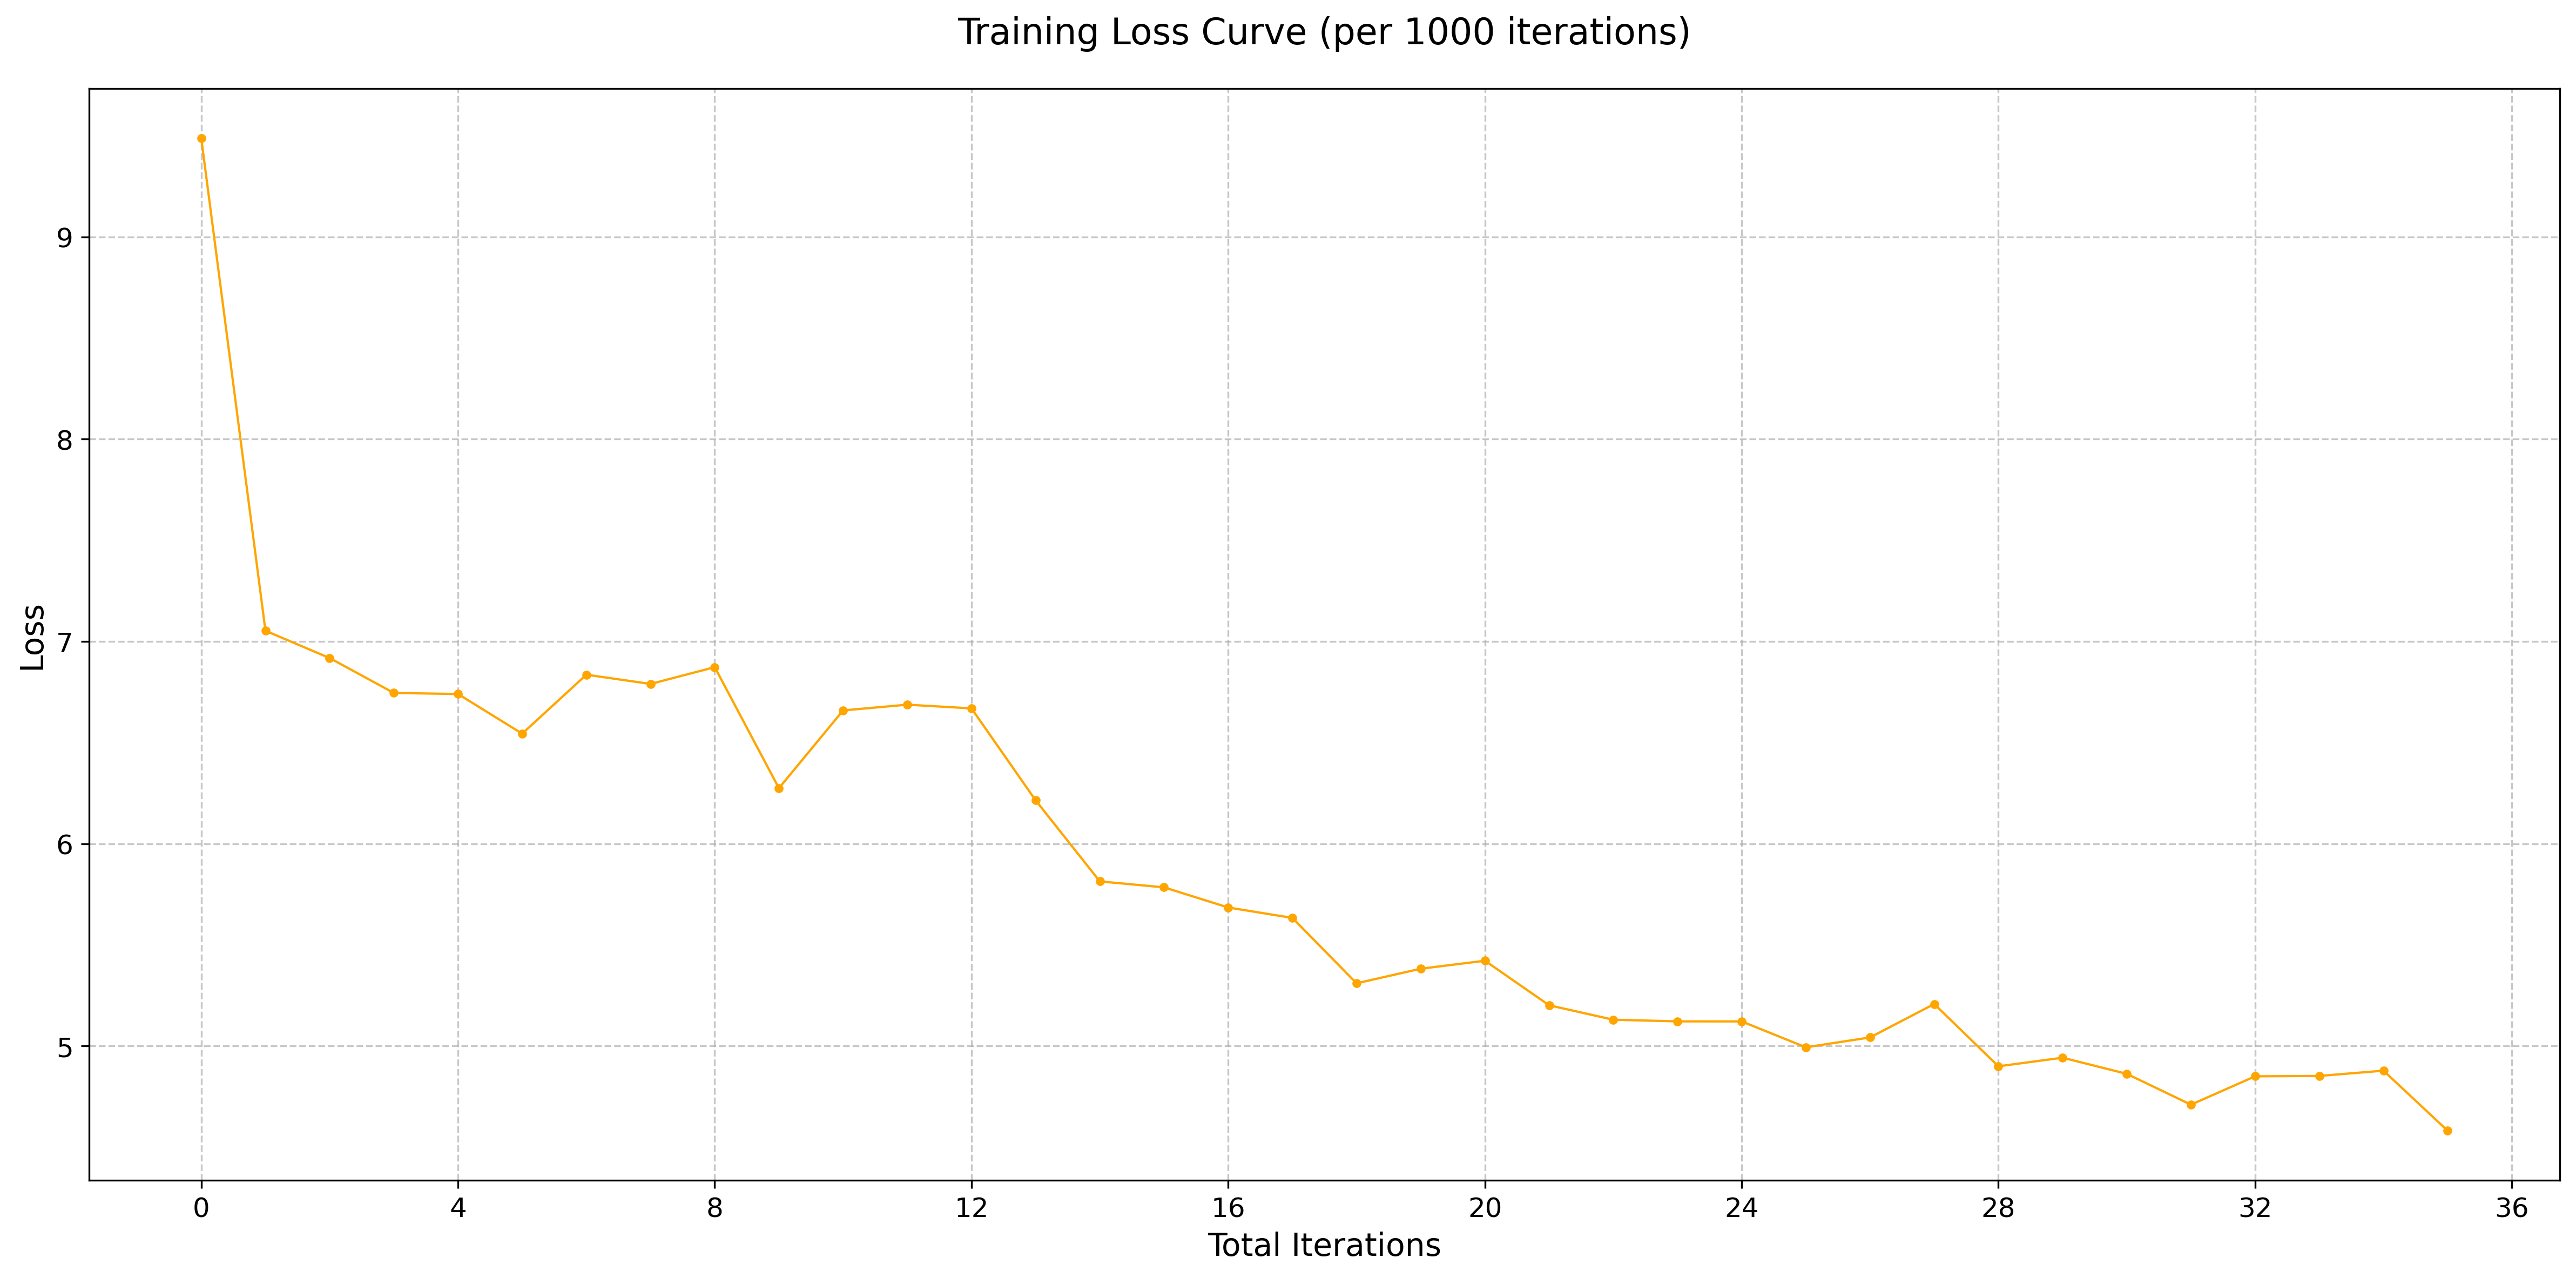 Training Loss Curve (per 1000 iterations)
Loss
9
8
7
6
5
0 4 8 12 16 20 24 28 32 36
Total Iterations